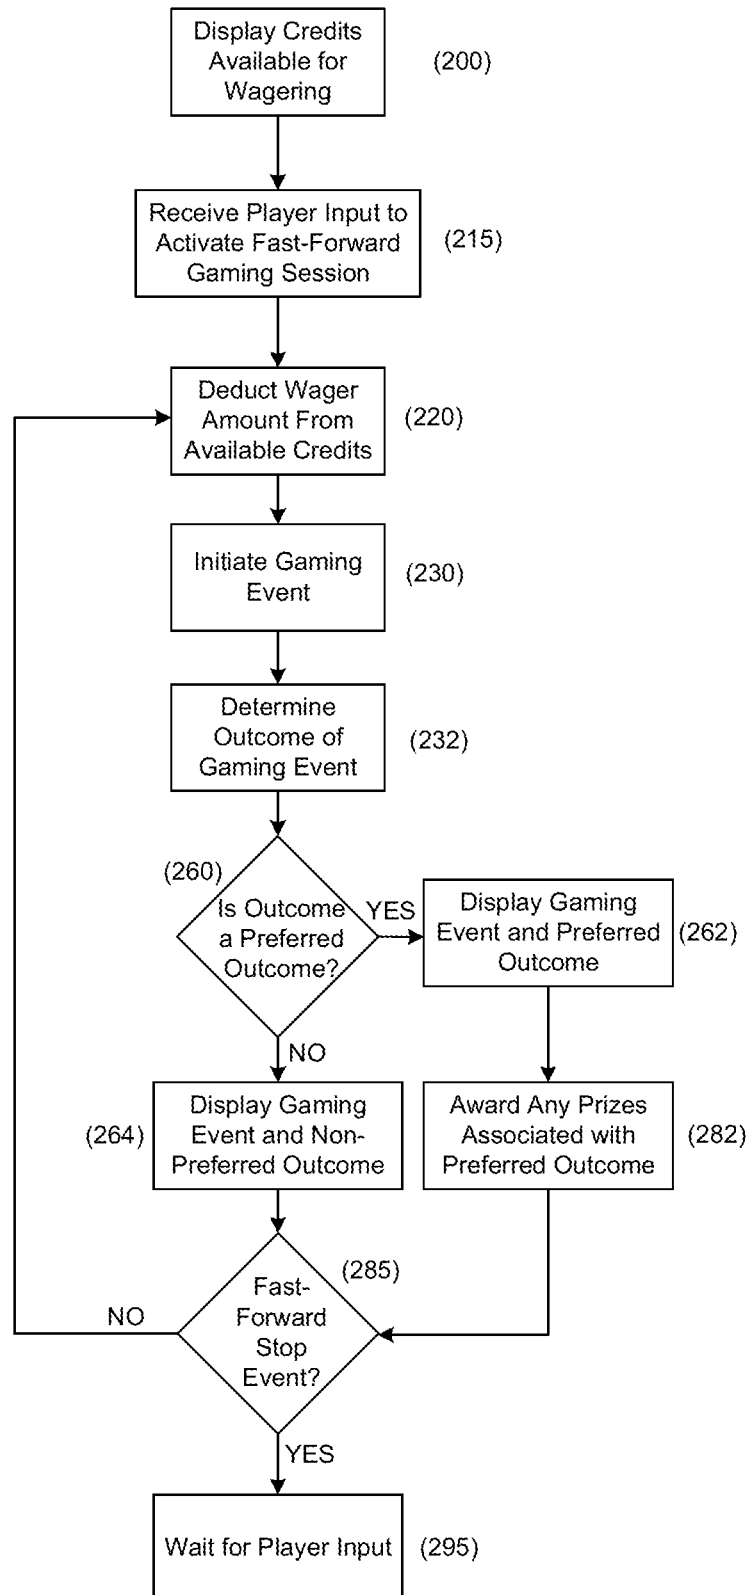 Display Credits
Available for
Wagering
(200)
Receive Player Input to
Activate Fast-Forward
Gaming Session
(215)
Deduct Wager
Amount From
Available Credits
(220)
Initiate Gaming
Event
(230)
Determine
Outcome of
Gaming Event
(232)
(260)
Is Outcome
a Preferred
Outcome?
YES
Display Gaming
Event and Preferred
Outcome
(262)
NO
(264)
Display Gaming
Event and Non-
Preferred Outcome
Award Any Prizes
Associated with
Preferred Outcome
(282)
(285)
Fast-
Forward
Stop
Event?
NO
YES
Wait for Player Input
(295)